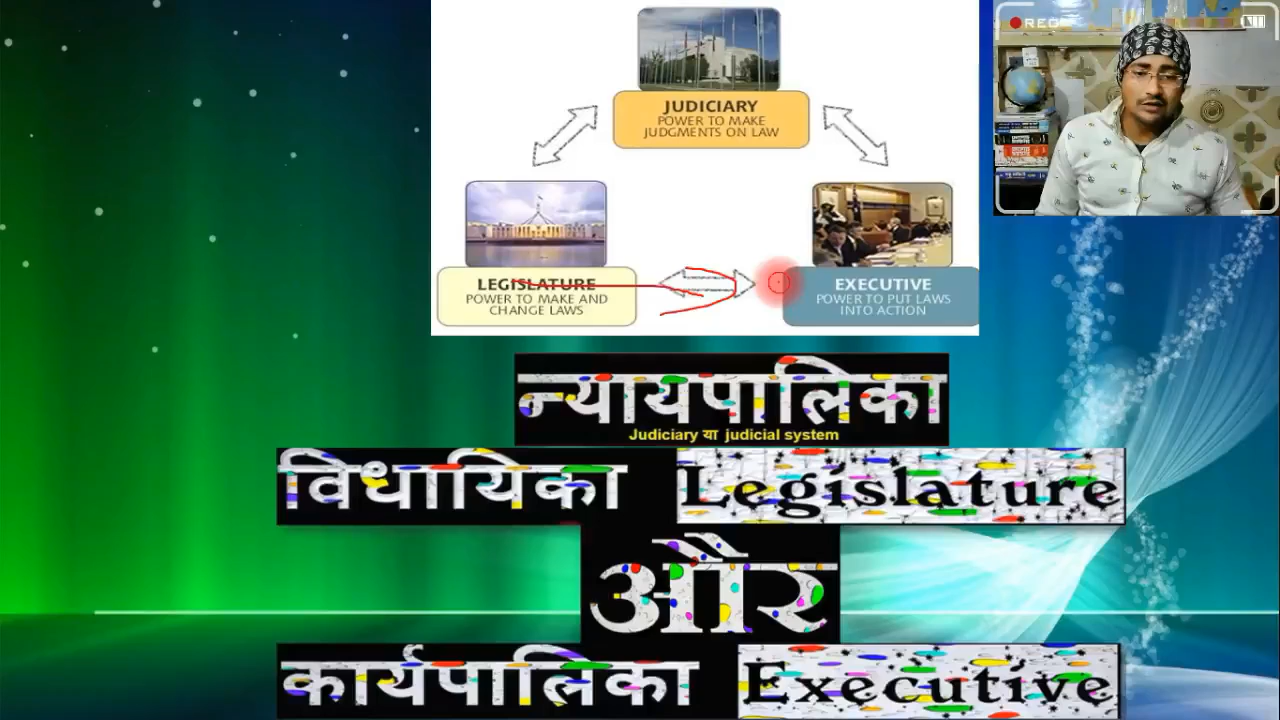 REC
JUDICIARY
POWER TO MAKE
JUDGMENTS ON LAW
LEGISLATURE
POWER TO MAKE AND
CHANGE LAWS
EXECUTIVE
POWER TO PUT LAWS
INTO ACTION
न्यायपालिका
Judiciary या judicial system
विधायिका Legislature
और
कार्यपालिका Executive